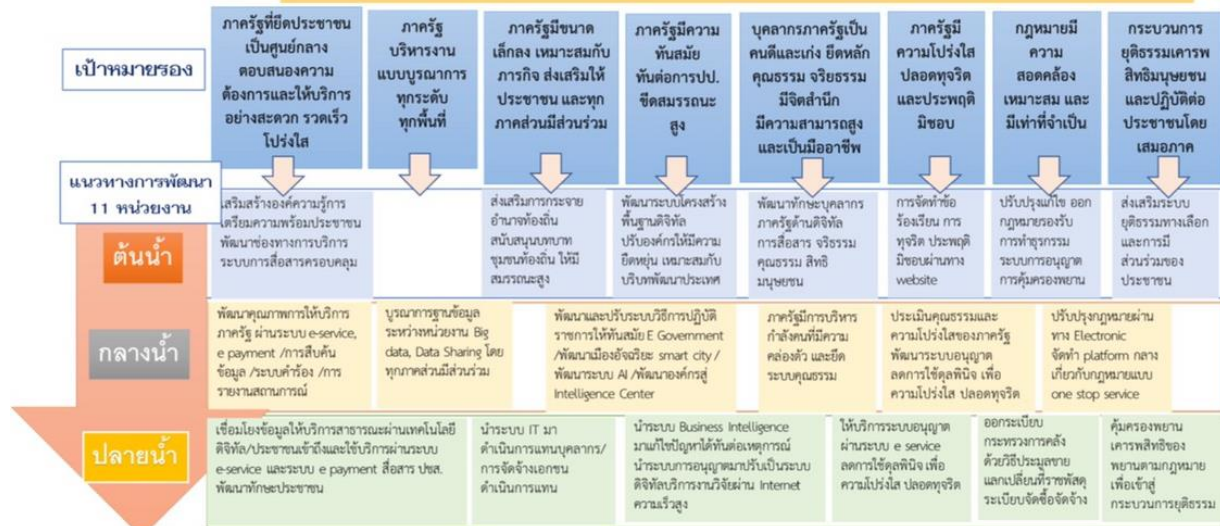 เป้าหมายรอง
ภาครัฐที่ยึดประชาชน
เป็นศูนย์กลาง
ตอบสนองความ
ต้องการและให้บริการ
อย่างสะดวก รวดเร็ว
โปร่งใส
ภาครัฐ
บริหารงาน
แบบบูรณาการ
ทุกระดับ
ทุกพื้นที่
ภาครัฐมีขนาด
เล็กลง เหมาะสมกับ
ภารกิจ ส่งเสริมให้
ประชาชน และทุก
ภาคส่วนมีส่วนร่วม
ภาครัฐมีความ
ทันสมัย
ทันต่อการปป.
ขีดสมรรถนะ
สูง
บุคลากรภาครัฐเป็น
คนดีและเก่ง ยึดหลัก
คุณธรรม จริยธรรม
มีจิตสำนึก
มีความสามารถสูง
และเป็นมืออาชีพ
ภาครัฐมี
ความโปร่งใส
ปลอดทุจริต
และประพฤติ
มิชอบ
กฎหมายมี
ความ
สอดคล้อง
เหมาะสม และ
มีเท่าที่จำเป็น
กระบวนการ
ยุติธรรมเคารพ
สิทธิมนุษยชน
และปฏิบัติต่อ
ประชาชนโดย
เสมอภาค
แนวทางการพัฒนา
11 หน่วยงาน
ต้นน้ำ
เสริมสร้างองค์ความรู้การ
เตรียมความพร้อมประชาชน
พัฒนาช่องทางการบริการ
ระบบการสื่อสารครอบคลุม
ส่งเสริมการกระจาย
อำนาจท้องถิ่น
สนับสนุนบทบาท
ชุมชนท้องถิ่น ให้มี
สมรรถนะสูง
พัฒนาระบบโครงสร้าง
พื้นฐานดิจิทัล
ปรับองค์กรให้มีความ
ยืดหยุ่น เหมาะสมกับ
บริบทพัฒนาประเทศ
พัฒนาทักษะบุคลากร
ภาครัฐด้านดิจิทัล
การสื่อสาร จริธรรม
คุณธรรม สิทธิ
มนุษยชน
การจัดทำข้อ
ร้องเรียน การ
ทุจริต ประพฤติ
มิชอบผ่านทาง
website
ปรับปรุงแก้ไข ออก
กฎหมายรองรับ
การทำธุรกรรม
ระบบการอนุญาต
การคุ้มครองพยาน
ส่งเสริมระบบ
ยุติธรรมทางเลือก
และการมี
ส่วนร่วมของ
ประชาชน
กลางน้ำ
พัฒนาคุณภาพการให้บริการ
ภาครัฐ ผ่านระบบ e-service,
e payment /การสืบค้น
ข้อมูล /ระบบคำร้อง /การ
รายงานสถานการณ์
บูรณาการฐานข้อมูล
ระหว่างหน่วยงาน Big
data, Data Sharing โดย
ทุกภาคส่วนมีส่วนร่วม
พัฒนาและปรับระบบวิธีการปฏิบัติ
ราชการให้ทันสมัย E Government
/พัฒนาเมืองอัจฉริยะ smart city /
พัฒนาระบบ AI /พัฒนาองค์กรสู่
Intelligence Center
ภาครัฐมีการบริหาร
กำลังคนที่มีความ
คล่องตัว และยึด
ระบบคุณธรรม
ประเมินคุณธรรมและ
ความโปร่งใสของภาครัฐ
พัฒนาระบบอนุญาต
ลดการใช้ดุลพินิจ เพื่อ
ความโปร่งใส ปลอดทุจริต
ปรับปรุงกฎหมายผ่าน
ทาง Electronic
จัดทำ platform กลาง
เกี่ยวกับกฎหมายแบบ
one stop service
ปลายน้ำ
เชื่อมโยงข้อมูลให้บริการสาธารณะผ่านเทคโนโลยี
ดิจิทัล/ประชาชนเข้าถึงและใช้บริการผ่านระบบ
e-service และระบบ e payment สื่อสาร ปชส.
พัฒนาทักษะประชาชน
นำระบบ IT มา
ดำเนินการแทนบุคลากร/
การจัดจ้างเอกชน
ดำเนินการแทน
นำระบบ Business Intelligence
มาแก้ไขปัญหาได้ทันต่อเหตุการณ์
นำระบบการอนุญาตมาปรับเป็นระบบ
ดิจิทัลบริการงานวิจัยผ่าน Internet
ความเร็วสูง
ให้บริการระบบอนุญาต
ผ่านระบบ e service
ลดการใช้ดุลพินิจ เพื่อ
ความโปร่งใส ปลอดทุจริต
ออกระเบียบ
กระทรวงการคลัง
ด้วยวิธีประมูลขาย
แลกเปลี่ยนที่ราชพัสดุ
ระเบียบจัดซื้อจัดจ้าง
คุ้มครองพยาน
เคารพสิทธิของ
พยานตามกฎหมาย
เพื่อเข้าสู่
กระบวนการยุติธรรม